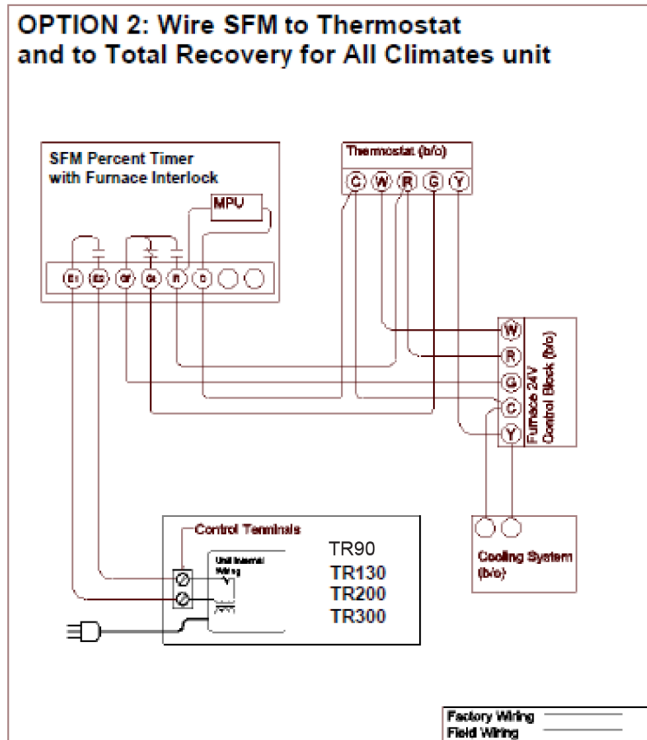 OPTION 2: Wire SFM to Thermostat
and to Total Recovery for All Climates unit
SFM Percent Timer
with Furnace Interlock
MPU
E1 E2 GF Gt R C
Thermostat (b/o)
C W R G Y
W
R
G
C
Y
Furnace 24V
Control Block (b/o)
Cooling System
(b/o)
Control Terminals
Unit Internal
Wiring
TR90
TR130
TR200
TR300
Factory Wiring
Field Wiring